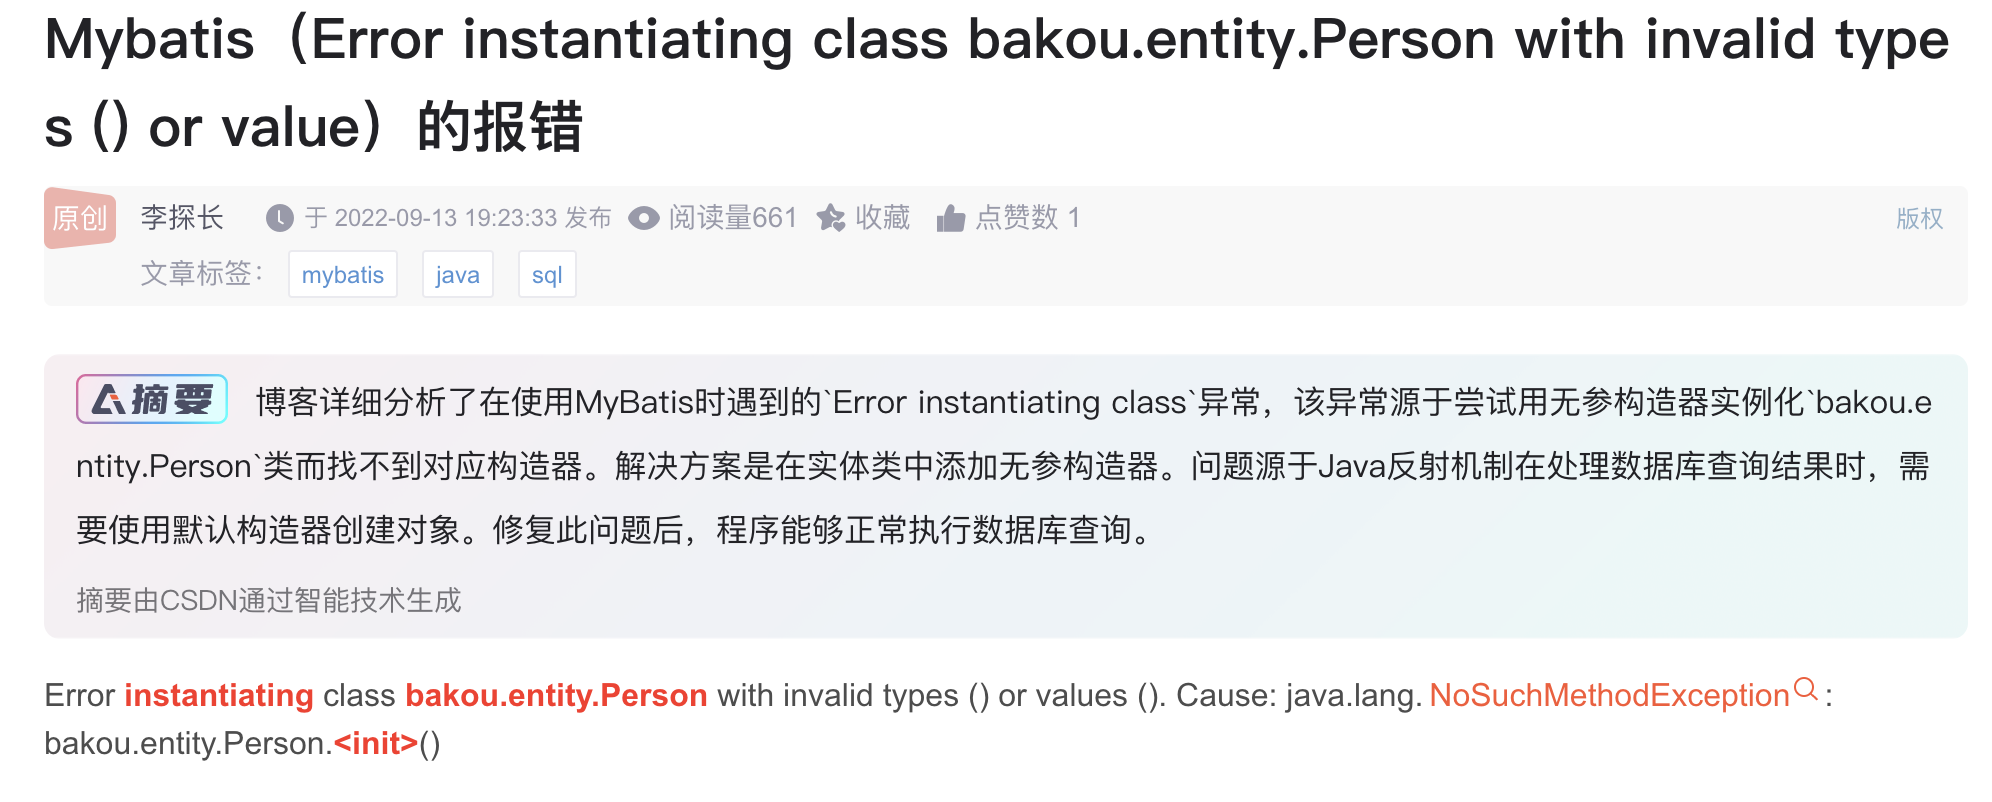 Mybatis（Error instantiating class bakou.entity.Person with invalid type
s () or value）的报错
原创 李探长 于 2022-09-13 19:23:33 发布 阅读量661 收藏 点赞数 1 版权
文章标签： mybatis java sql
摘要 博客详细分析了在使用MyBatis时遇到的`Error instantiating class`异常，该异常源于尝试用无参构造器实例化`bakou.e
ntity.Person`类而找不到对应构造器。解决方案是在实体类中添加无参构造器。问题源于Java反射机制在处理数据库查询结果时，需
要使用默认构造器创建对象。修复此问题后，程序能够正常执行数据库查询。
摘要由CSDN通过智能技术生成
Error instantiating class bakou.entity.Person with invalid types () or values (). Cause: java.lang. NoSuchMethodException :
bakou.entity.Person.<init>()